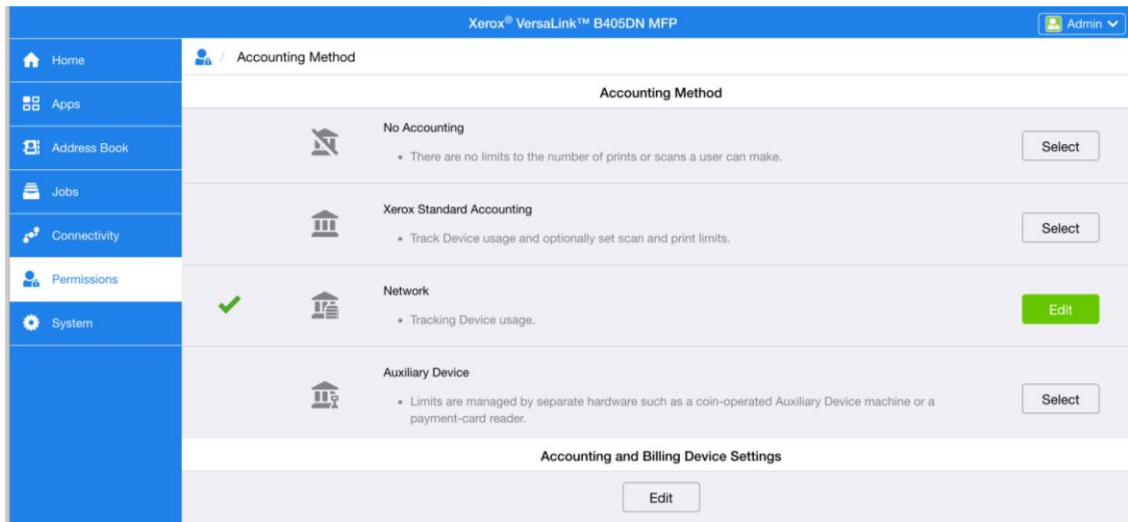 Xerox® VersaLink™ B405DN MFP
Admin
Home
Apps
Address Book
Jobs
Connectivity
Permissions
System
/ Accounting Method
Accounting Method
No Accounting
• There are no limits to the number of prints or scans a user can make.
Select
Xerox Standard Accounting
• Track Device usage and optionally set scan and print limits.
Select
Network
• Tracking Device usage.
Edit
Auxiliary Device
• Limits are managed by separate hardware such as a coin-operated Auxiliary Device machine or a
payment-card reader.
Select
Accounting and Billing Device Settings
Edit